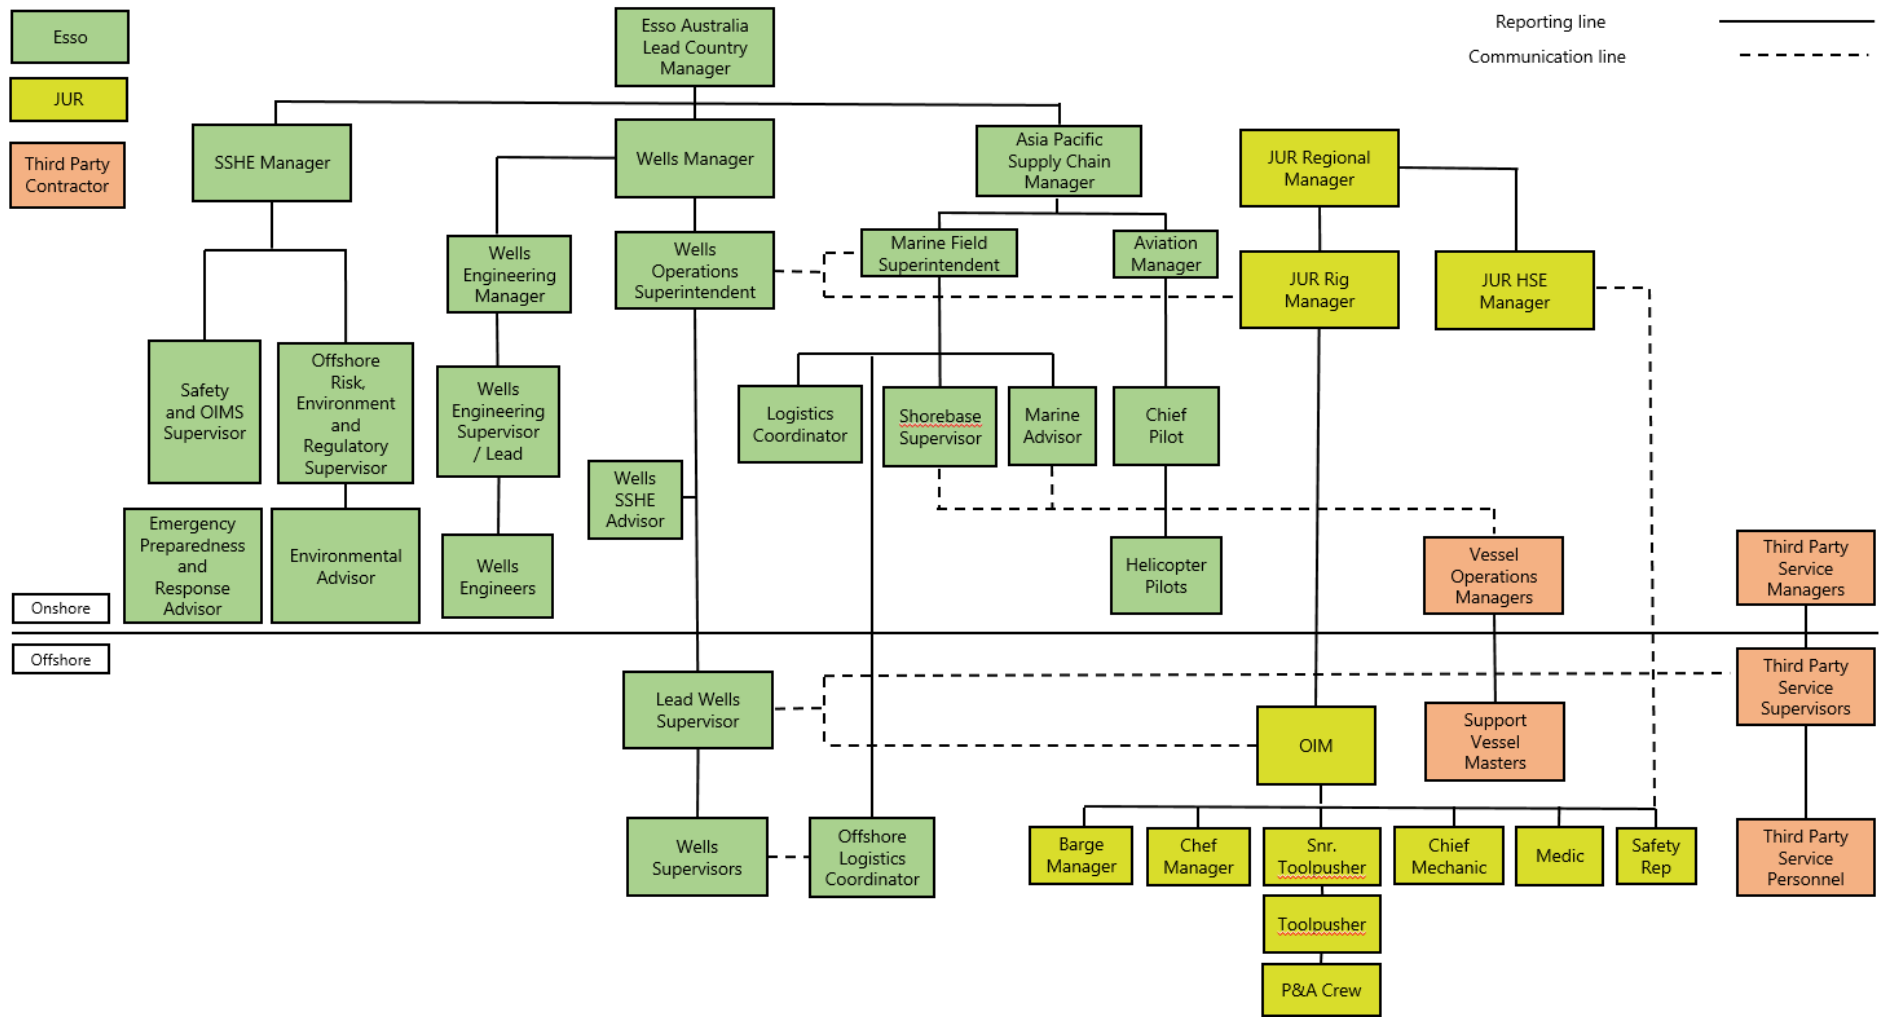 Esso
JUR
Third Party
Contractor
Reporting line
Communication line
Esso Australia
Lead Country
Manager
SSHE Manager
Wells Manager
Asia Pacific
Supply Chain
Manager
JUR Regional
Manager
Wells
Engineering
Manager
Wells
Operations
Superintendent
Marine Field
Superintendent
Aviation
Manager
JUR Rig
Manager
JUR HSE
Manager
Safety
and OIMS
Supervisor
Offshore
Risk,
Environment
and
Regulatory
Supervisor
Wells
Engineering
Supervisor
/ Lead
Logistics
Coordinator
Shorebase
Supervisor
Marine
Advisor
Chief
Pilot
Wells
SSHE
Advisor
Emergency
Preparedness
and
Response
Advisor
Environmental
Advisor
Wells
Engineers
Helicopter
Pilots
Vessel
Operations
Managers
Third Party
Service
Managers
Onshore
Offshore
Lead Wells
Supervisor
OIM
Support
Vessel
Masters
Third Party
Service
Supervisors
Wells
Supervisors
Offshore
Logistics
Coordinator
Barge
Manager
Chef
Manager
Snr.
Toolpusher
Chief
Mechanic
Medic
Safety
Rep
Third Party
Service
Personnel
Toolpusher
P&A Crew